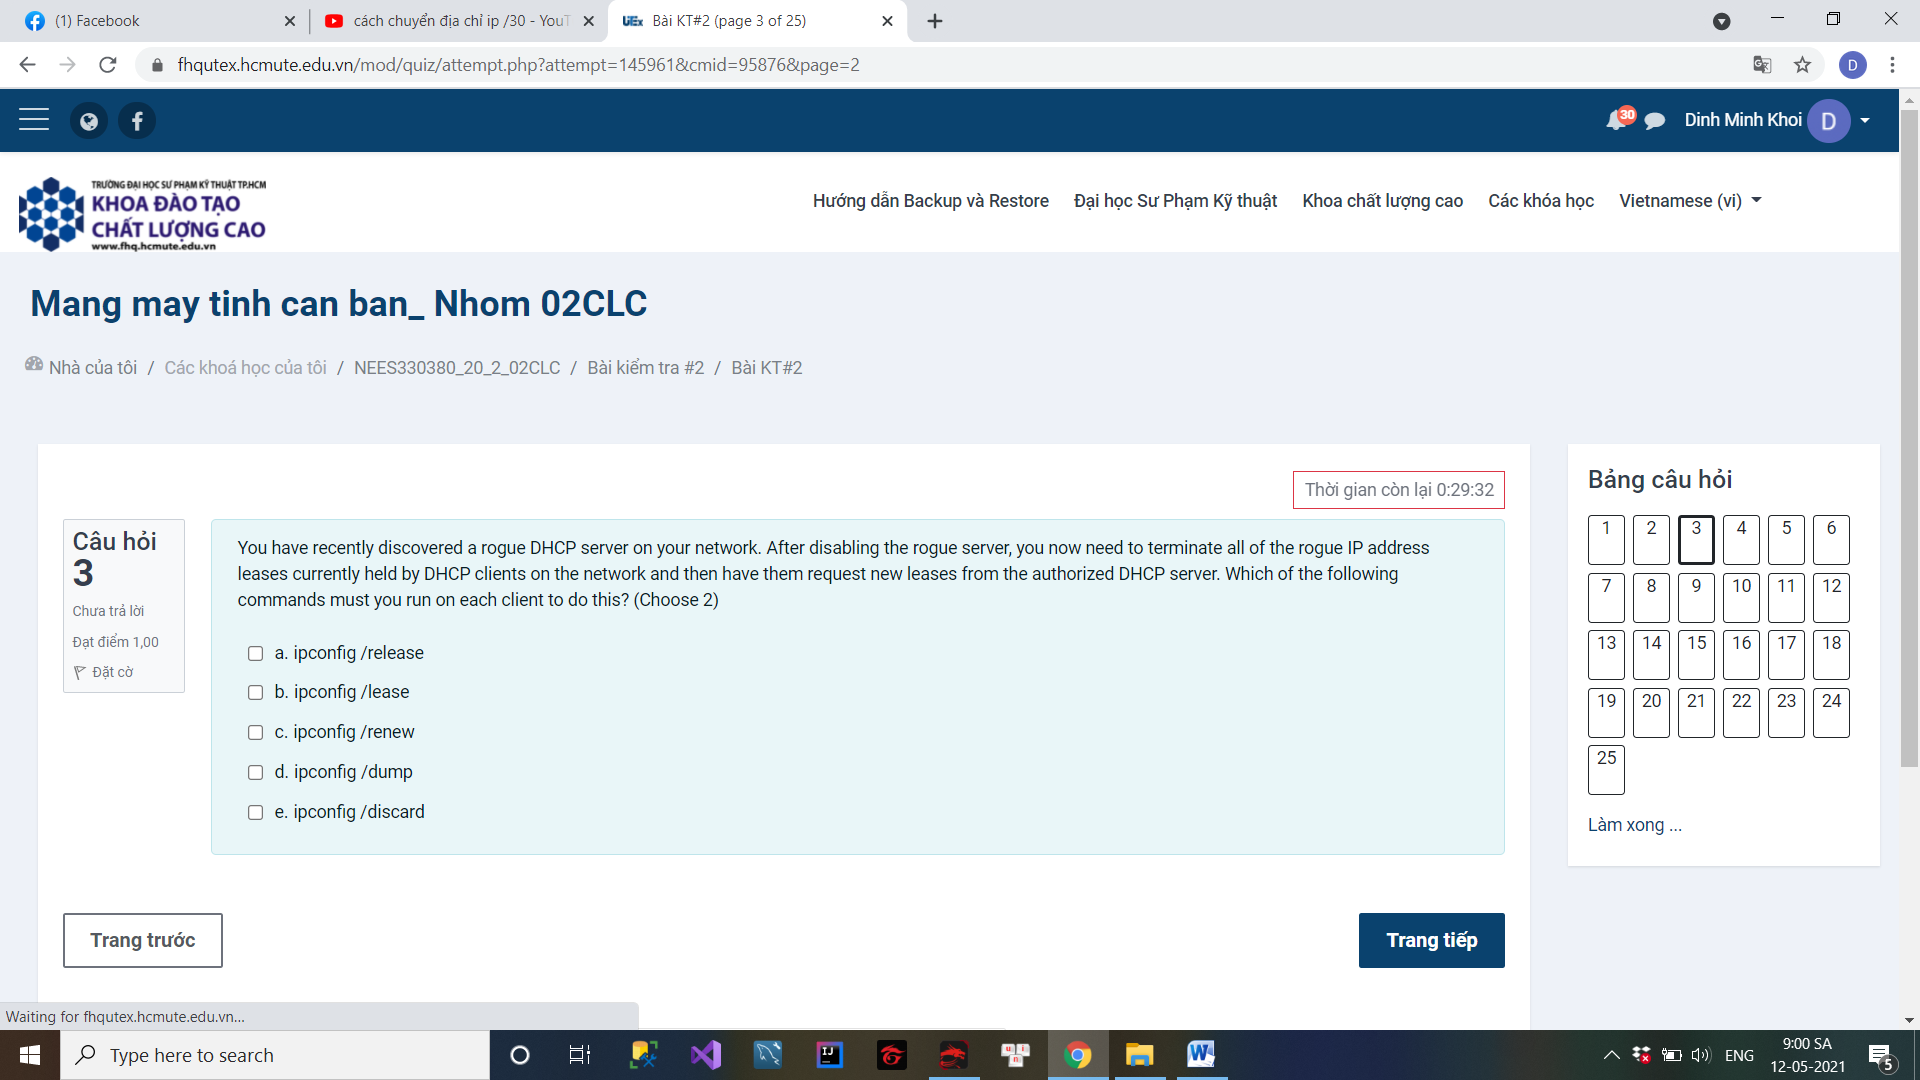 (1) Facebook
cách chuyển địa chỉ ip /30 - YouT
UTEx Bài KT#2 (page 3 of 25)
fhqutex.hcmute.edu.vn/mod/quiz/attempt.php?attempt=145961&cmid=95876&page=2
D
30
Dinh Minh Khoi
D
TRƯỜNG ĐẠI HỌC SƯ PHẠM KỸ THUẬT TP.HCM
KHOA ĐÀO TẠO
CHẤT LƯỢNG CAO
www.fhq.hcmute.edu.vn
Hướng dẫn Backup và Restore
Đại học Sư Phạm Kỹ thuật
Khoa chất lượng cao
Các khóa học
Vietnamese (vi)
Mang may tinh can ban_ Nhom 02CLC
Nhà của tôi / Các khoá học của tôi / NEES330380_20_2_02CLC / Bài kiểm tra #2 / Bài KT#2
Thời gian còn lại 0:29:32
Câu hỏi
3
Chưa trả lời
Đạt điểm 1,00
Đặt cờ
You have recently discovered a rogue DHCP server on your network. After disabling the rogue server, you now need to terminate all of the rogue IP address
leases currently held by DHCP clients on the network and then have them request new leases from the authorized DHCP server. Which of the following
commands must you run on each client to do this? (Choose 2)
a. ipconfig /release
b. ipconfig /lease
c. ipconfig /renew
d. ipconfig /dump
e. ipconfig /discard
Trang trước
Trang tiếp
Bảng câu hỏi
1 2 3 4 5 6
7 8 9 10 11 12
13 14 15 16 17 18
19 20 21 22 23 24
25
Làm xong ...
Waiting for fhqutex.hcmute.edu.vn...
Type here to search
IJ
W
ENG
9:00 SA
12-05-2021
5